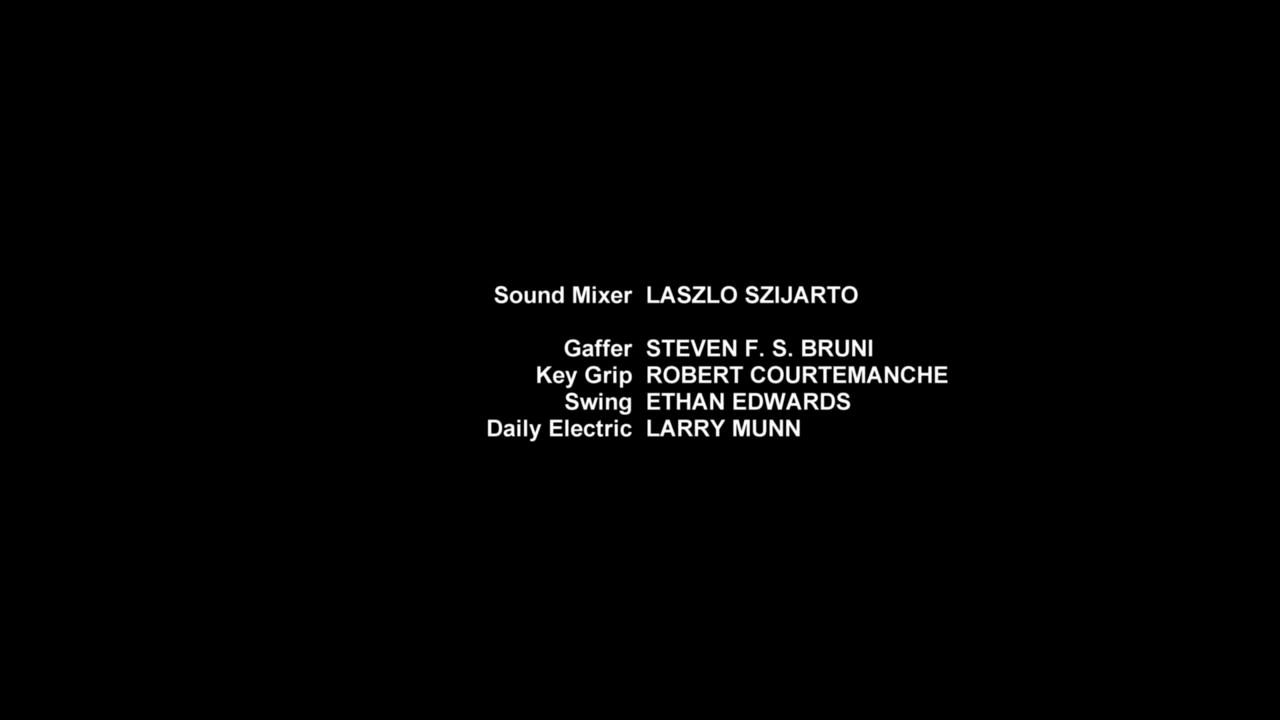 Sound Mixer LASZLO SZIJARTO
Gaffer STEVEN F. S. BRUNI
Key Grip ROBERT COURTEMANCHE
Swing ETHAN EDWARDS
Daily Electric LARRY MUNN